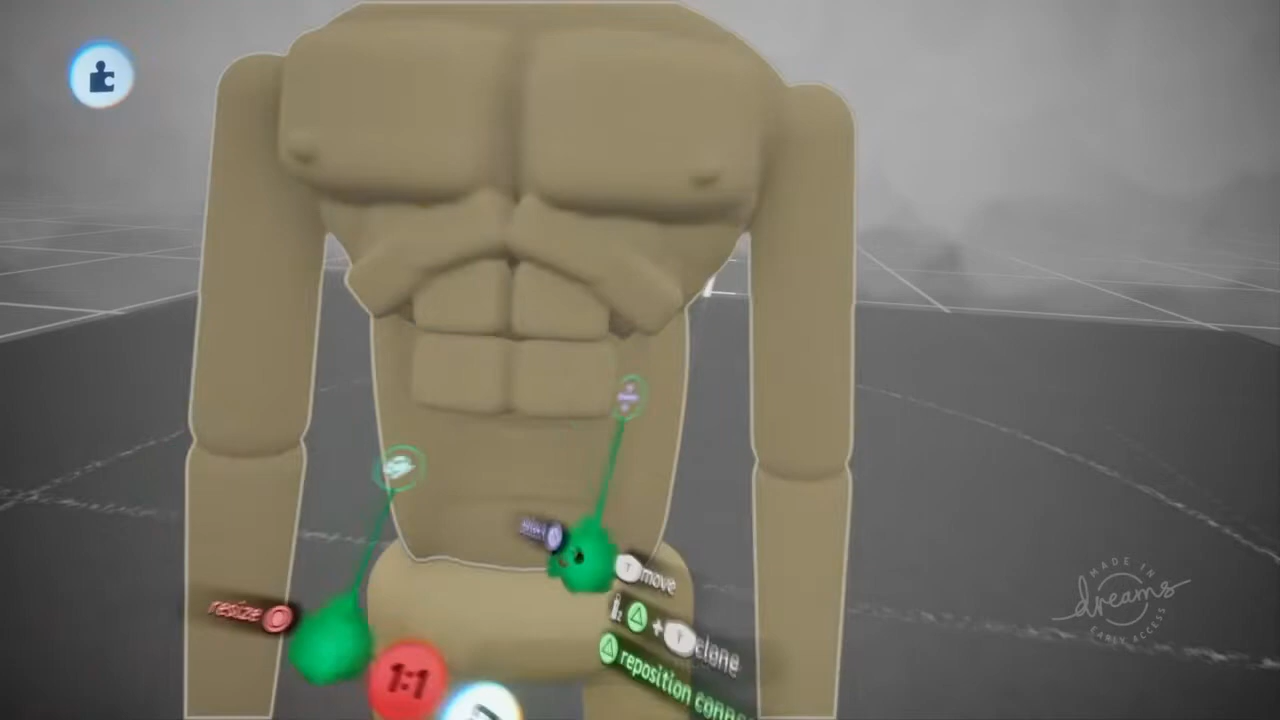 MADE IN
dreams
EARLY ACCESS
move
+ T clone
resize
reposition conn
1:1